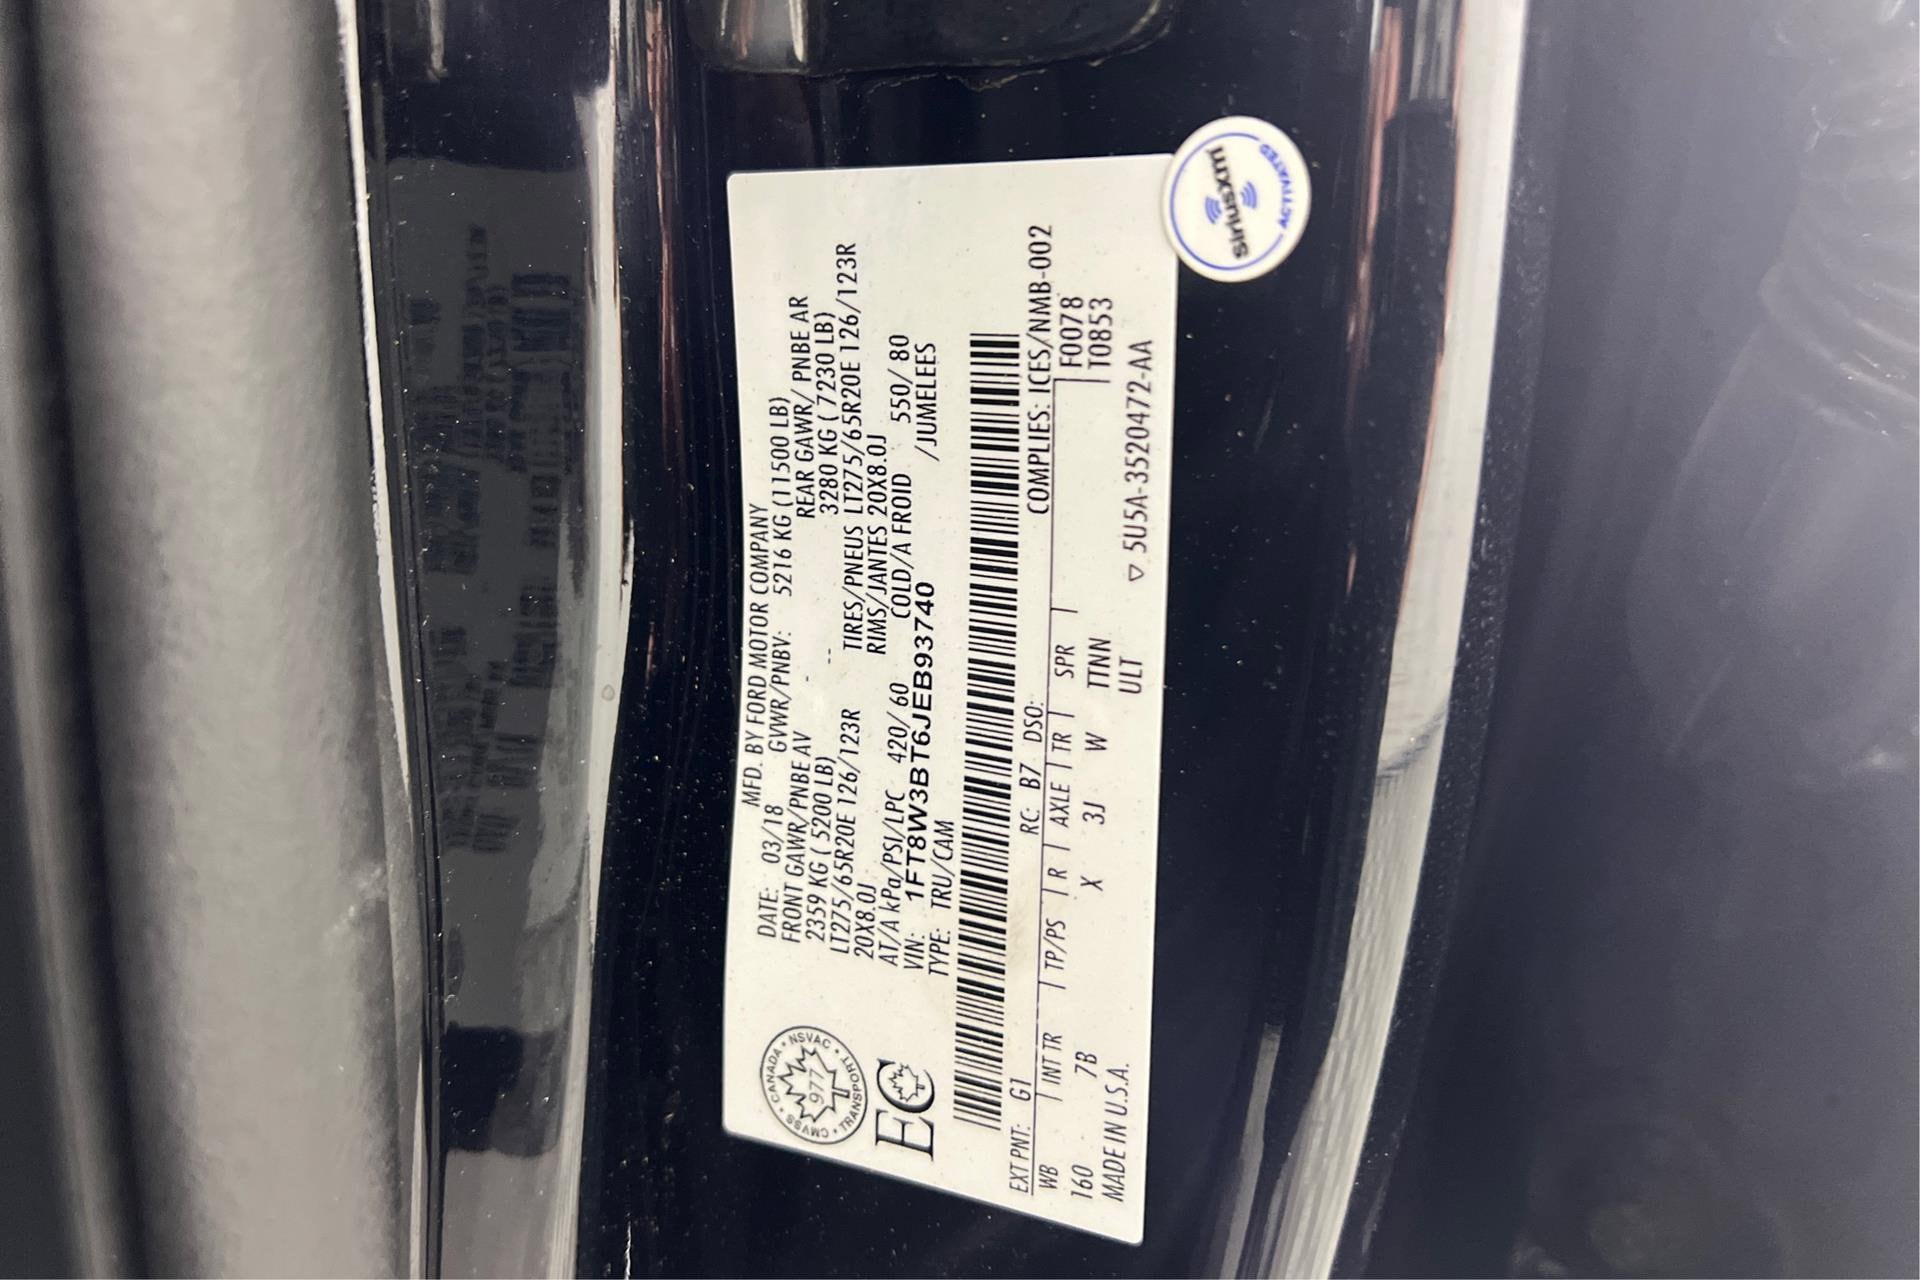 DATE: 03/18 MFD. BY FORD MOTOR COMPANY
FRONT GAWR/PNBE AV GWWR/PNBV: 5216 KG (11500 LB)
2359 KG ( 5200 LB) -- REAR GAWR/ PNBE AR
3280 KG ( 7230 LB)
LT275/65R20E 126/123R TIRES/PNEUS LT275/65R20E 126/123R
20X8.0J RIMS/JANTES 20X8.0J
AT/A kPa/PSI/LPC 420/ 60 COLD/A FROID 550/ 80
VIN: 1FT8W3BT6JEB93740 /JUMELEES
TYPE: TRU/CAM
CANADA • NSVAC • TRANSPORT • CMVSS •
977
EC
COMPLIES: ICES/NMB-002
EXT PNT: G1 RC: B7 DSO: F0078
WB INT TR TP/PS R AXLE TR SPR T0853
160 7B X 3J W TTNN
MADE IN U.S.A. ULT ▽ 5U5A-3520472-AA
siriusxm
ACTIVATED